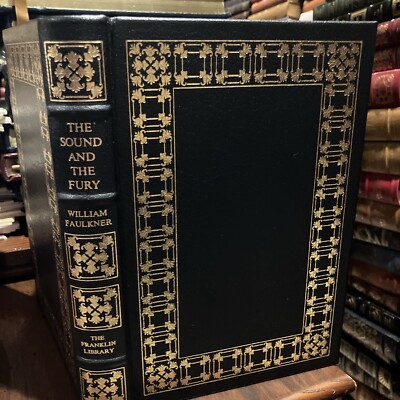 THE
SOUND
AND
THE
FURY
WILLIAM
FAULKNER
THE
FRANKLIN
LIBRARY